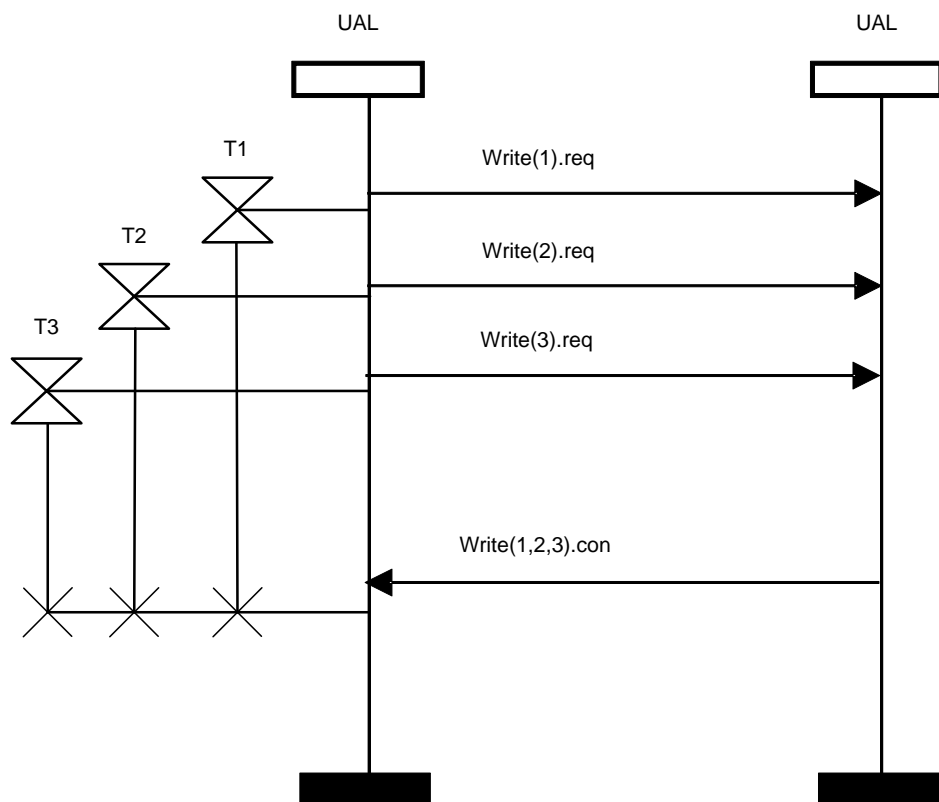 UAL
UAL
T1
Write(1).req
T2
Write(2).req
T3
Write(3).req
Write(1,2,3).con